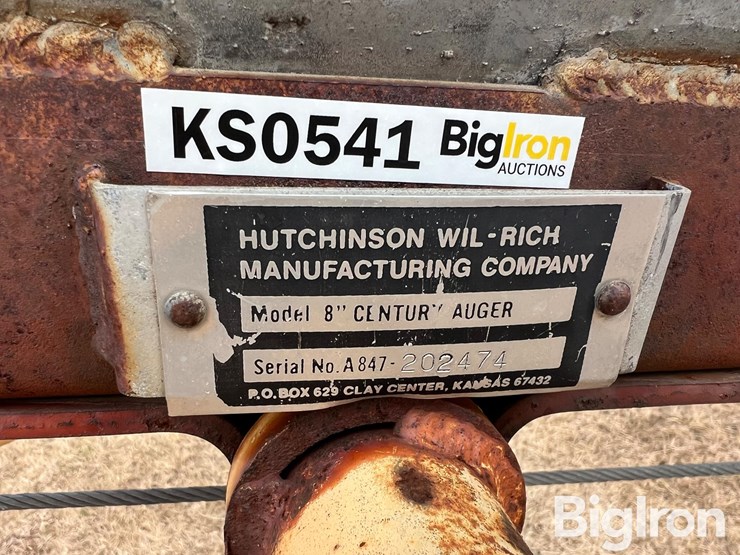 KS0541 BigIron
AUCTIONS
HUTCHINSON WIL-RICH
MANUFACTURING COMPANY
Model 8" CENTURY AUGER
Serial No. A847-202474
P.O. BOX 629 CLAY CENTER, KANSAS 67432
BigIron